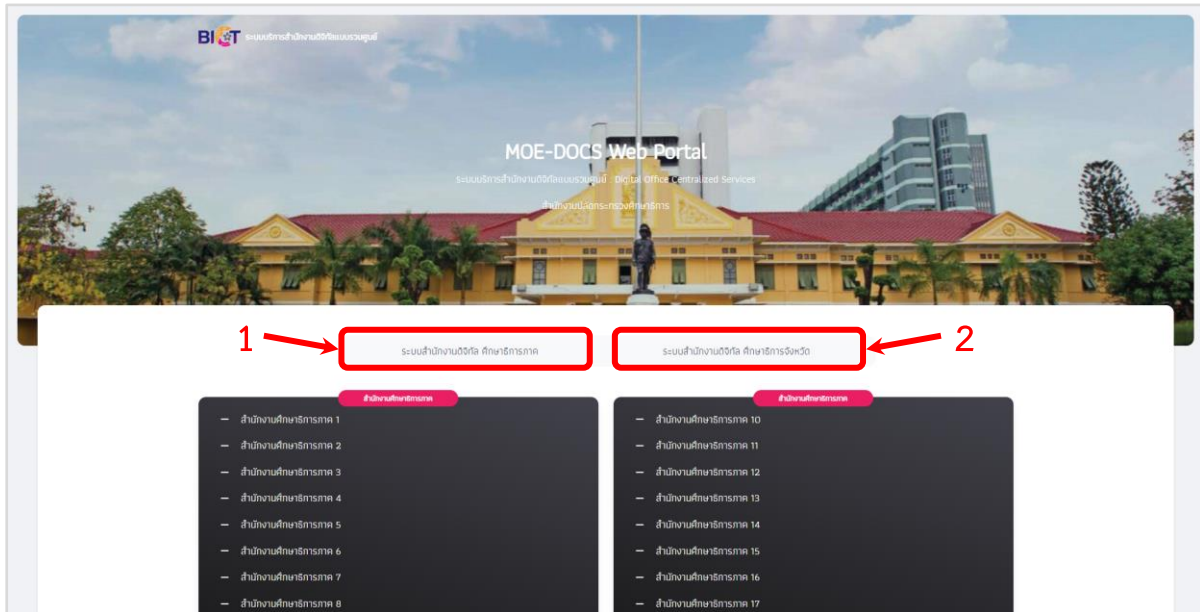 BICT ระบบบริการสำนักงานดิจิทัลแบบรวมศูนย์
MOE-DOCS Web Portal
ระบบบริการสำนักงานดิจิทัลแบบรวมศูนย์ : Digital Office Centralized Services
สำนักงานปลัดกระทรวงศึกษาธิการ
1
ระบบสำนักงานดิจิทัล ศึกษาธิการภาค
ระบบสำนักงานดิจิทัล ศึกษาธิการจังหวัด
2
สำนักงานศึกษาธิการภาค
— สำนักงานศึกษาธิการภาค 1
— สำนักงานศึกษาธิการภาค 2
— สำนักงานศึกษาธิการภาค 3
— สำนักงานศึกษาธิการภาค 4
— สำนักงานศึกษาธิการภาค 5
— สำนักงานศึกษาธิการภาค 6
— สำนักงานศึกษาธิการภาค 7
— สำนักงานศึกษาธิการภาค 8
สำนักงานศึกษาธิการภาค
— สำนักงานศึกษาธิการภาค 10
— สำนักงานศึกษาธิการภาค 11
— สำนักงานศึกษาธิการภาค 12
— สำนักงานศึกษาธิการภาค 13
— สำนักงานศึกษาธิการภาค 14
— สำนักงานศึกษาธิการภาค 15
— สำนักงานศึกษาธิการภาค 16
— สำนักงานศึกษาธิการภาค 17